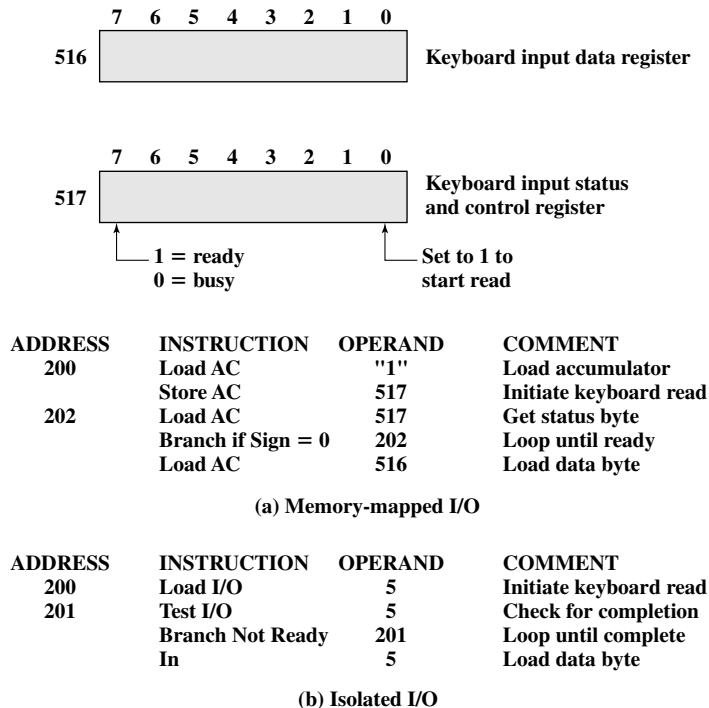 7 6 5 4 3 2 1 0
516 Keyboard input data register
7 6 5 4 3 2 1 0
517 Keyboard input status
and control register
1 = ready
0 = busy
Set to 1 to
start read
ADDRESS INSTRUCTION OPERAND COMMENT
200 Load AC "1" Load accumulator
Store AC 517 Initiate keyboard read
202 Load AC 517 Get status byte
Branch if Sign = 0 202 Loop until ready
Load AC 516 Load data byte
(a) Memory-mapped I/O
ADDRESS INSTRUCTION OPERAND COMMENT
200 Load I/O 5 Initiate keyboard read
201 Test I/O 5 Check for completion
Branch Not Ready 201 Loop until complete
In 5 Load data byte
(b) Isolated I/O